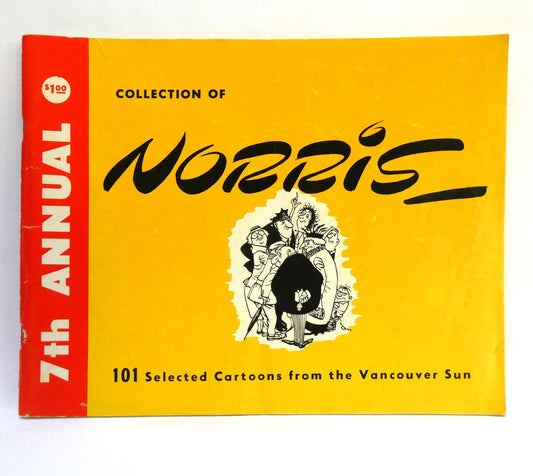 7th ANNUAL
$1.00
COLLECTION OF
NORRIS
101 Selected Cartoons from the Vancouver Sun